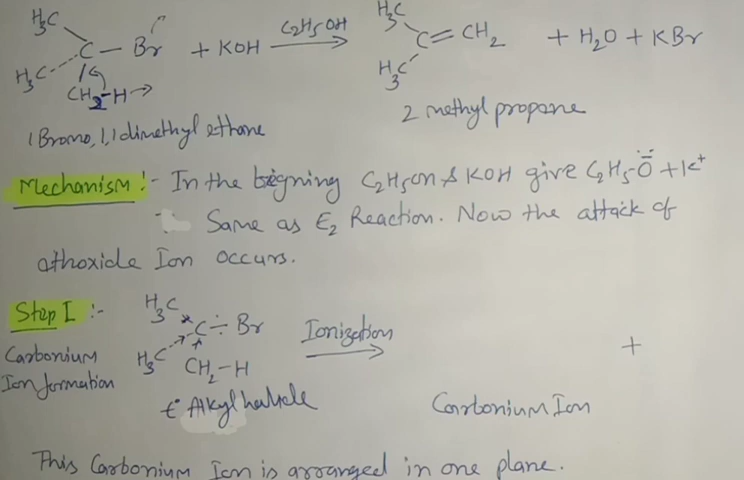 H₃C
H₃C C — Br + KOH C₂H₅OH → H₃C C=CH₂ + H₂O + KBr
CH₂-H → H₃C
1 Bromo, 1,1 dimethyl ethane 2 methyl propane
Mechanism :- In the beigning C₂H₅OH & KOH give C₂H₅-Ö⁻ + K⁺
Same as E₂ Reaction. Now the attack of
athoxide Ion occurs.
Step I :- H₃C C ÷ Br Ionization → +
Carbonium H₃C CH₂-H
Ion formation
t° Alkyl halide Carbonium Ion
This Carbonium Ion is arranged in one plane.